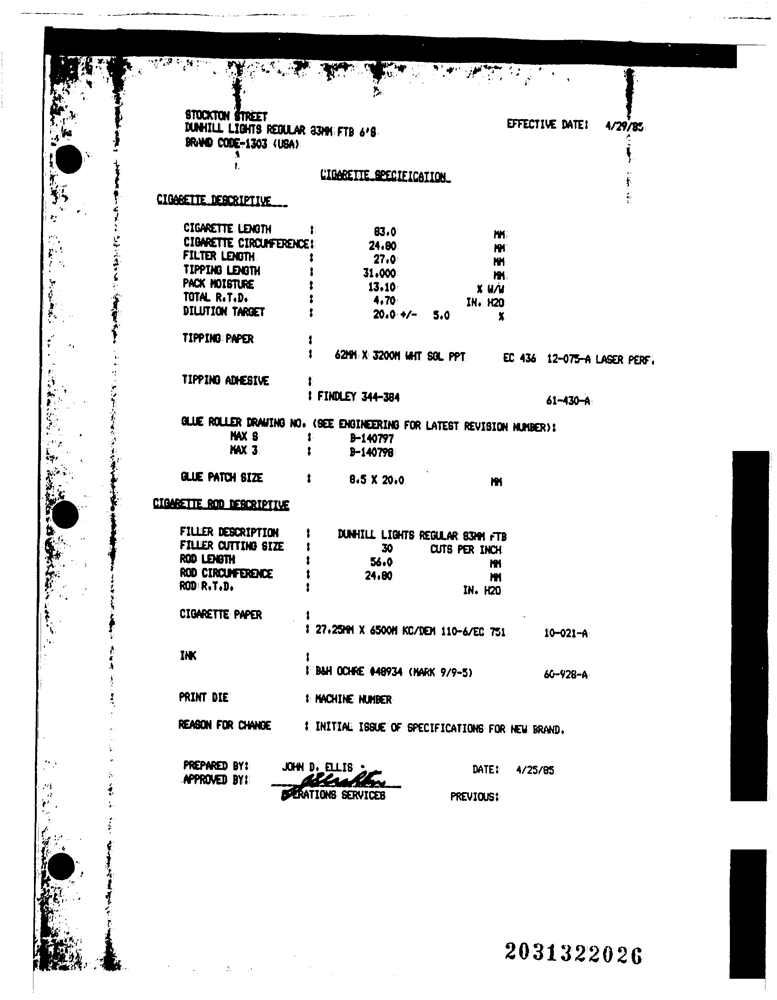 STOCKTON STREET
DUNHILL LIGHTS REGULAR 83MM FTB 6'S
BRAND CODE-1303 (USA)
EFFECTIVE DATE: 4/29/85
CIGARETTE SPECIFICATION
CIGARETTE DESCRIPTIVE
CIGARETTE LENGTH : 83.0 MM
CIGARETTE CIRCUMFERENCE: 24.80 MM
FILTER LENGTH : 27.0 MM
TIPPING LENGTH : 31.000 MM
PACK MOISTURE : 13.10 % W/W
TOTAL R.T.D. : 4.70 IN. H2O
DILUTION TARGET : 20.0 +/- 5.0 %
TIPPING PAPER :
: 62MM X 3200M WHT SOL PPT EC 436 12-075-A LASER PERF.
TIPPING ADHESIVE :
: FINDLEY 344-384 61-430-A
GLUE ROLLER DRAWING NO. (SEE ENGINEERING FOR LATEST REVISION NUMBER):
MAX S : B-140797
MAX 3 : B-140798
GLUE PATCH SIZE : 8.5 X 20.0 MM
CIGARETTE ROD DESCRIPTIVE
FILLER DESCRIPTION : DUNHILL LIGHTS REGULAR 83MM FTB
FILLER CUTTING SIZE : 30 CUTS PER INCH
ROD LENGTH : 56.0 MM
ROD CIRCUMFERENCE : 24.80 MM
ROD R.T.D. : IN. H2O
CIGARETTE PAPER :
: 27.25MM X 6500M KC/DEM 110-6/EC 751 10-021-A
INK :
: B&H OCHRE #48934 (MARK 9/9-5) 60-428-A
PRINT DIE : MACHINE NUMBER
REASON FOR CHANGE : INITIAL ISSUE OF SPECIFICATIONS FOR NEW BRAND.
PREPARED BY: JOHN D. ELLIS DATE: 4/25/85
APPROVED BY:
OPERATIONS SERVICES PREVIOUS:
2031322026